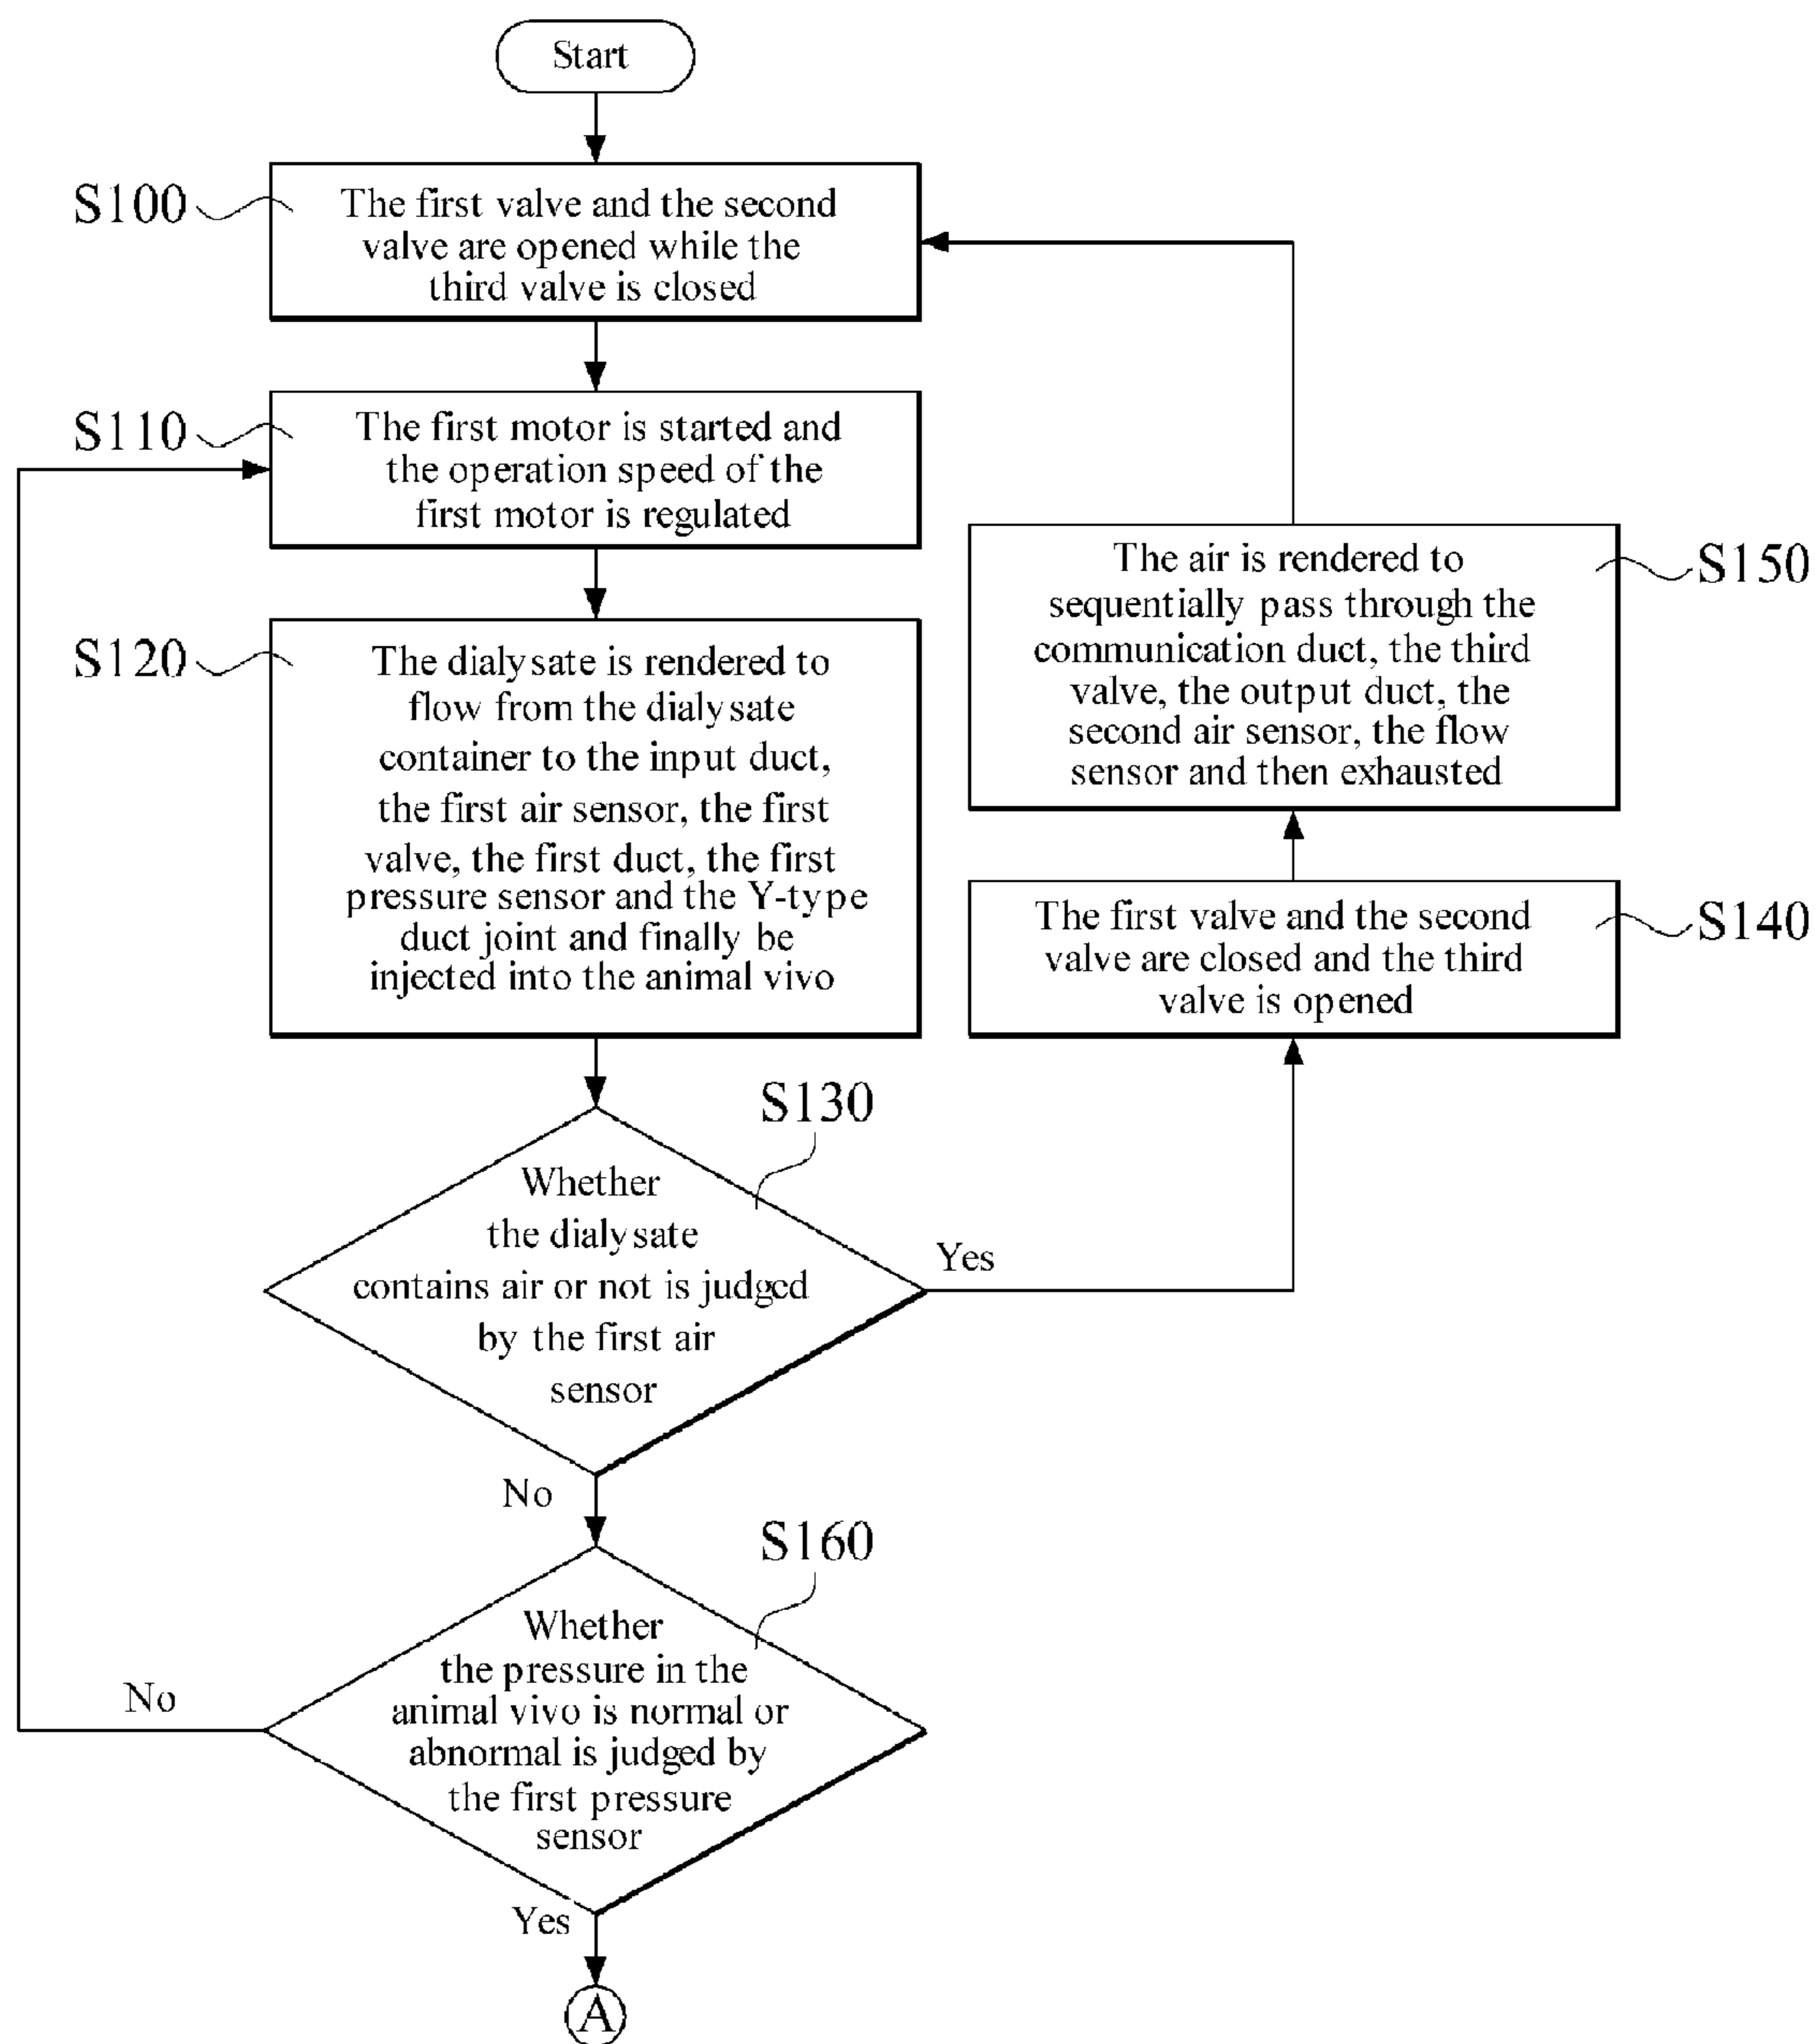 Start
S100
The first valve and the second
valve are opened while the
third valve is closed
S110
The first motor is started and
the operation speed of the
first motor is regulated
S120
The dialysate is rendered to
flow from the dialysate
container to the input duct,
the first air sensor, the first
valve, the first duct, the first
pressure sensor and the Y-type
duct joint and finally be
injected into the animal vivo
S150
The air is rendered to
sequentially pass through the
communication duct, the third
valve, the output duct, the
second air sensor, the flow
sensor and then exhausted
S140
The first valve and the second
valve are closed and the third
valve is opened
S130
Whether
the dialysate
contains air or not is judged
by the first air
sensor
Yes
No
S160
Whether
the pressure in the
animal vivo is normal or
abnormal is judged by
the first pressure
sensor
No
Yes
A